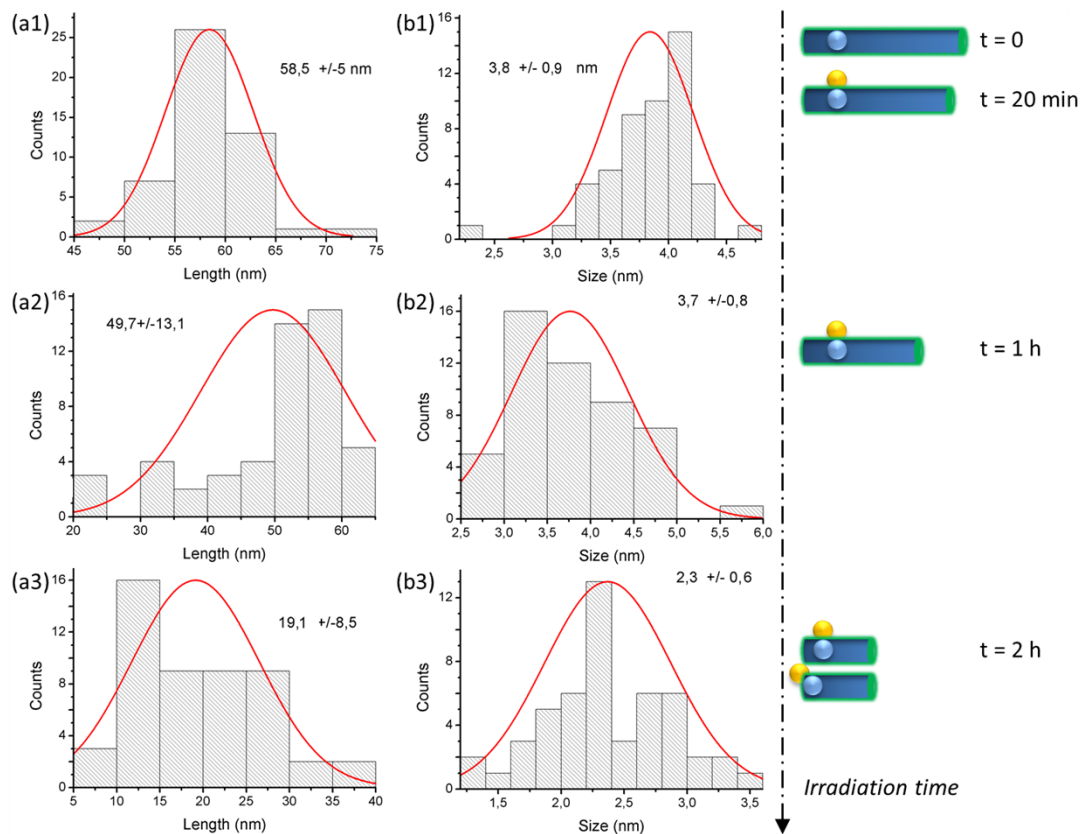 (a1)
58,5 +/-5 nm
Counts
25
20
15
10
5
0
45 50 55 60 65 70 75
Length (nm)
(b1)
3,8 +/- 0,9 nm
Counts
15
12
9
6
3
0
2,5 3,0 3,5 4,0 4,5
Size (nm)
t = 0
t = 20 min
(a2)
49,7+/-13,1
Counts
16
12
8
4
0
20 30 40 50 60
Length (nm)
(b2)
3,7 +/-0,8
Counts
16
12
8
4
0
2,5 3,0 3,5 4,0 4,5 5,0 5,5 6,0
Size (nm)
t = 1 h
(a3)
19,1 +/-8,5
Counts
16
12
8
4
0
5 10 15 20 25 30 35 40
Length (nm)
(b3)
2,3 +/- 0,6
Counts
12
9
6
3
0
1,5 2,0 2,5 3,0 3,5
Size (nm)
t = 2 h
Irradiation time